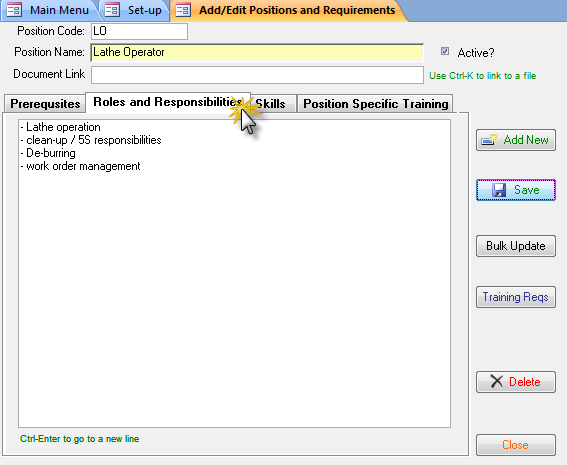 Main Menu Set-up Add/Edit Positions and Requirements
Position Code: LO
Position Name: Lathe Operator Active?
Document Link Use Ctrl-K to link to a file
Prerequsites Roles and Responsibilities Skills Position Specific Training
- Lathe operation
- clean-up / 5S responsibilities
- De-burring
- work order management
Add New
Save
Bulk Update
Training Reqs
Delete
Ctrl-Enter to go to a new line
Close